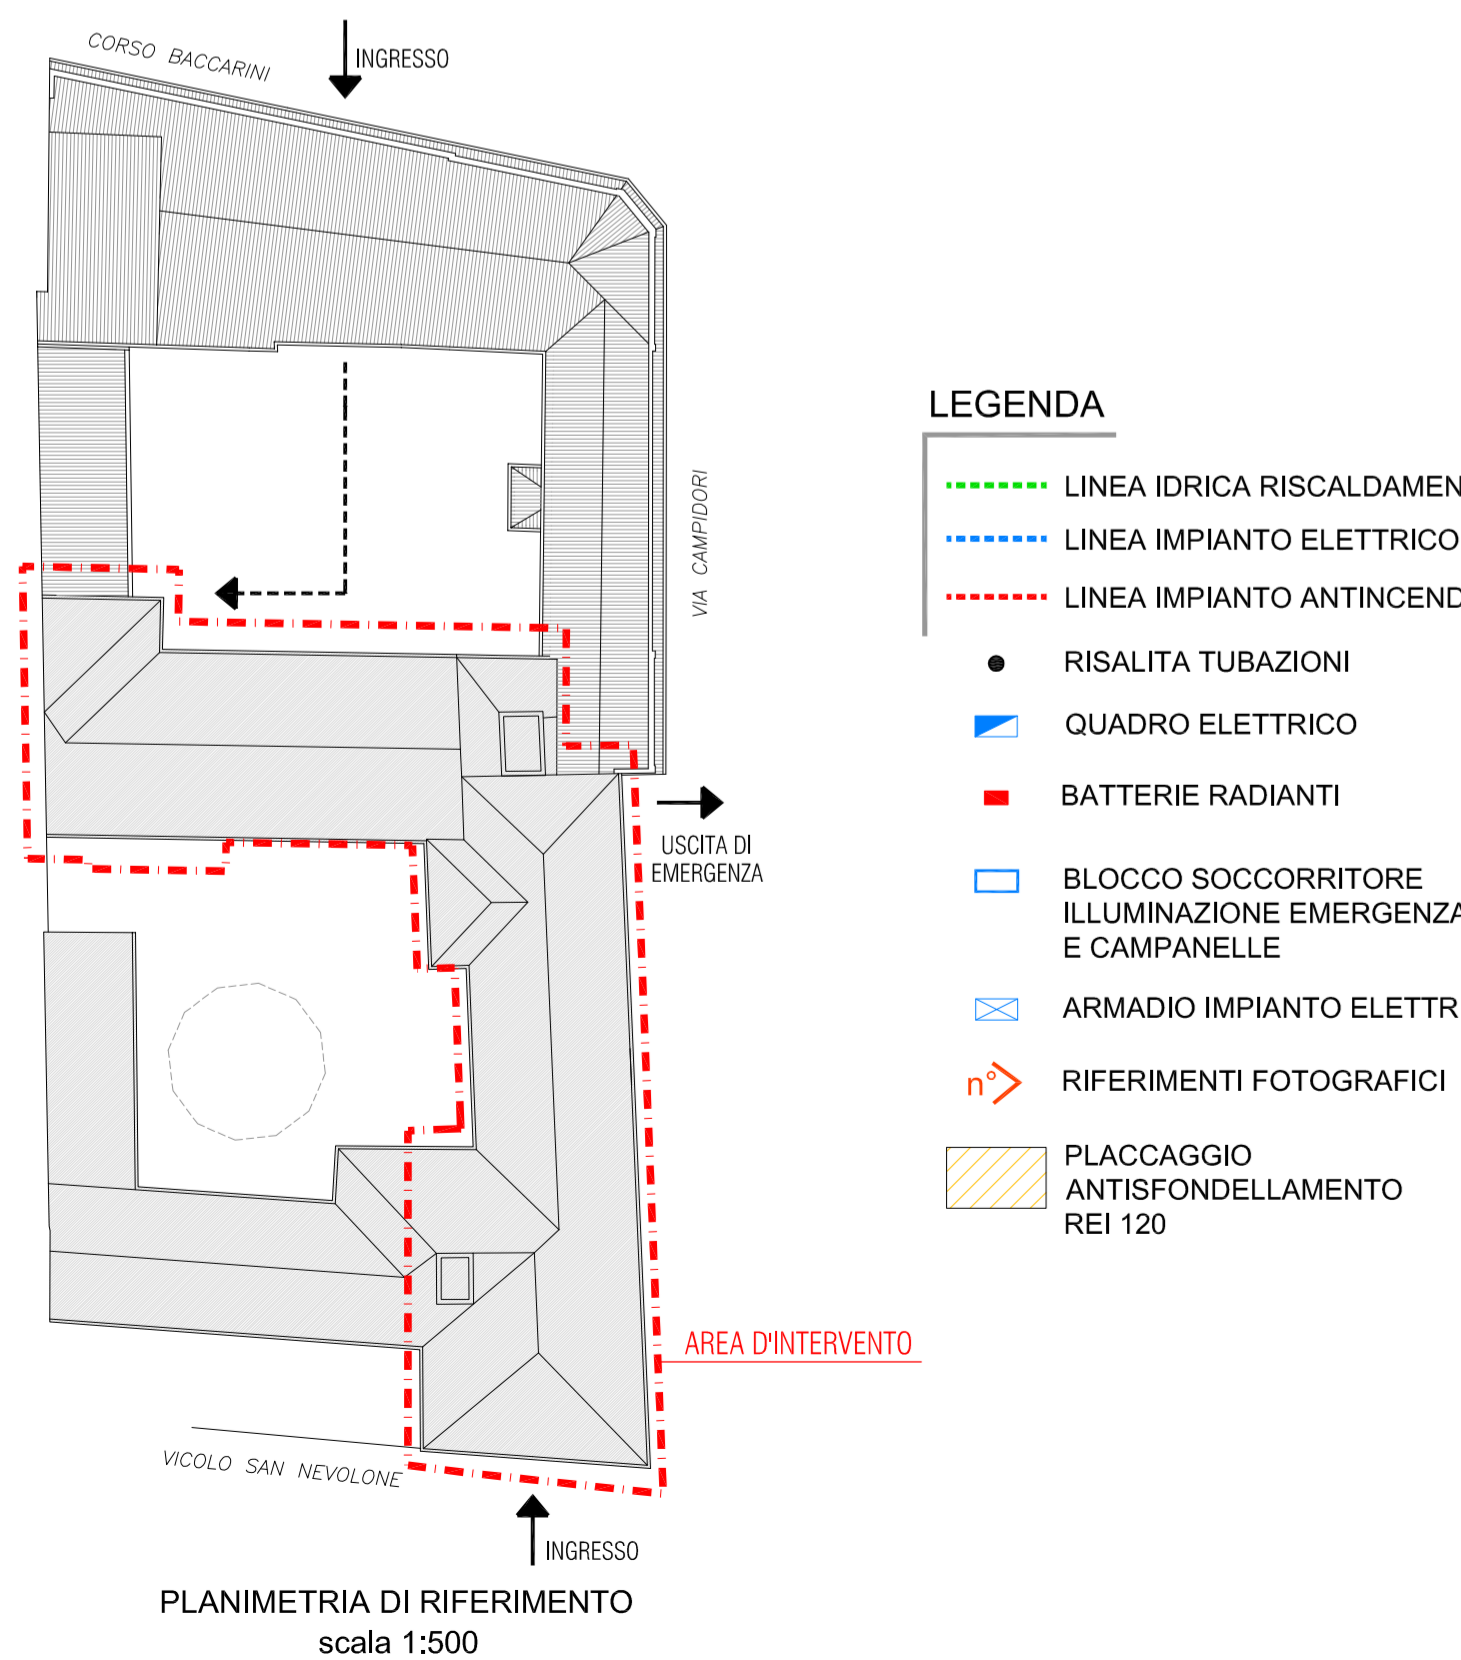 CORSO BACCARINI
INGRESSO
VIA CAMPIDORI
USCITA DI
EMERGENZA
AREA D'INTERVENTO
VICOLO SAN NEVOLONE
INGRESSO
PLANIMETRIA DI RIFERIMENTO
scala 1:500
LEGENDA
LINEA IDRICA RISCALDAMEN
LINEA IMPIANTO ELETTRICO
LINEA IMPIANTO ANTINCEND
RISALITA TUBAZIONI
QUADRO ELETTRICO
BATTERIE RADIANTI
BLOCCO SOCCORRITORE
ILLUMINAZIONE EMERGENZA
E CAMPANELLE
ARMADIO IMPIANTO ELETTR
n° RIFERIMENTI FOTOGRAFICI
PLACCAGGIO
ANTISFONDELLAMENTO
REI 120